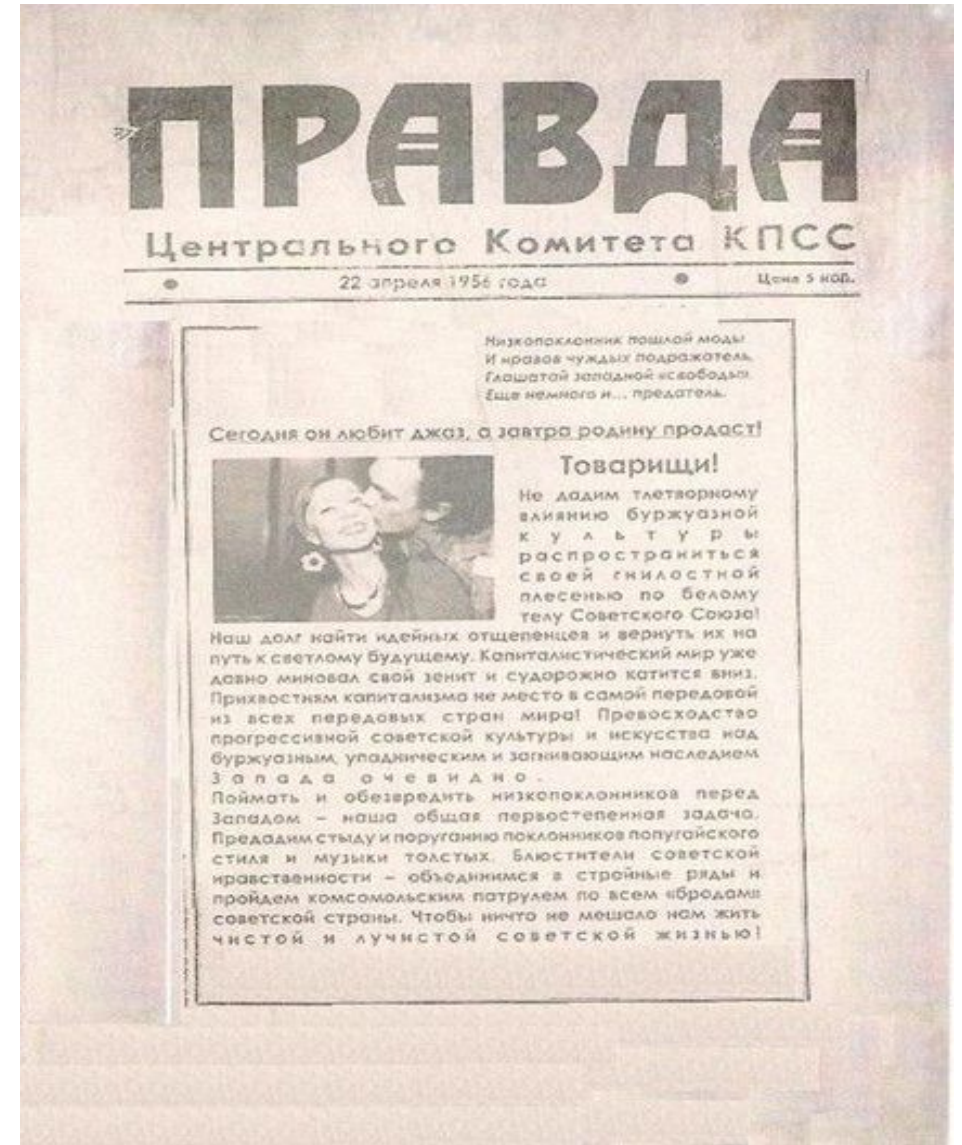 ПРАВДА
Центрального Комитета КПСС
22 апреля 1956 года
Цена 5 коп.
Низкопоклонник пошлой моды
И нравов чуждых подражатель,
Глашатай западной «свободы».
Еще немного и... предатель.
Сегодня он любит джаз, а завтра родину продаст!
Товарищи!
Не дадим тлетворному
влиянию буржуазной
культуры
распространиться
своей гнилостной
плесенью по белому
телу Советского Союза!
Наш долг найти идейных отщепенцев и вернуть их на
путь к светлому будущему. Капиталистический мир уже
давно миновал свой зенит и судорожно катится вниз.
Прихвостням капитализма не место в самой передовой
из всех передовых стран мира! Превосходство
прогрессивной советской культуры и искусства над
буржуазным, упадническим и загнивающим наследием
Запада очевидно.
Поймать и обезвредить низкопоклонников перед
Западом – наша общая первостепенная задача.
Предадим стыду и поруганию поклонников попугайского
стиля и музыки толстых. Блюстители советской
нравственности – объединимся в стройные ряды и
пройдем комсомольским патрулем по всем «бродам»
советской страны. Чтобы ничто не мешало нам жить
чистой и лучистой советской жизнью!